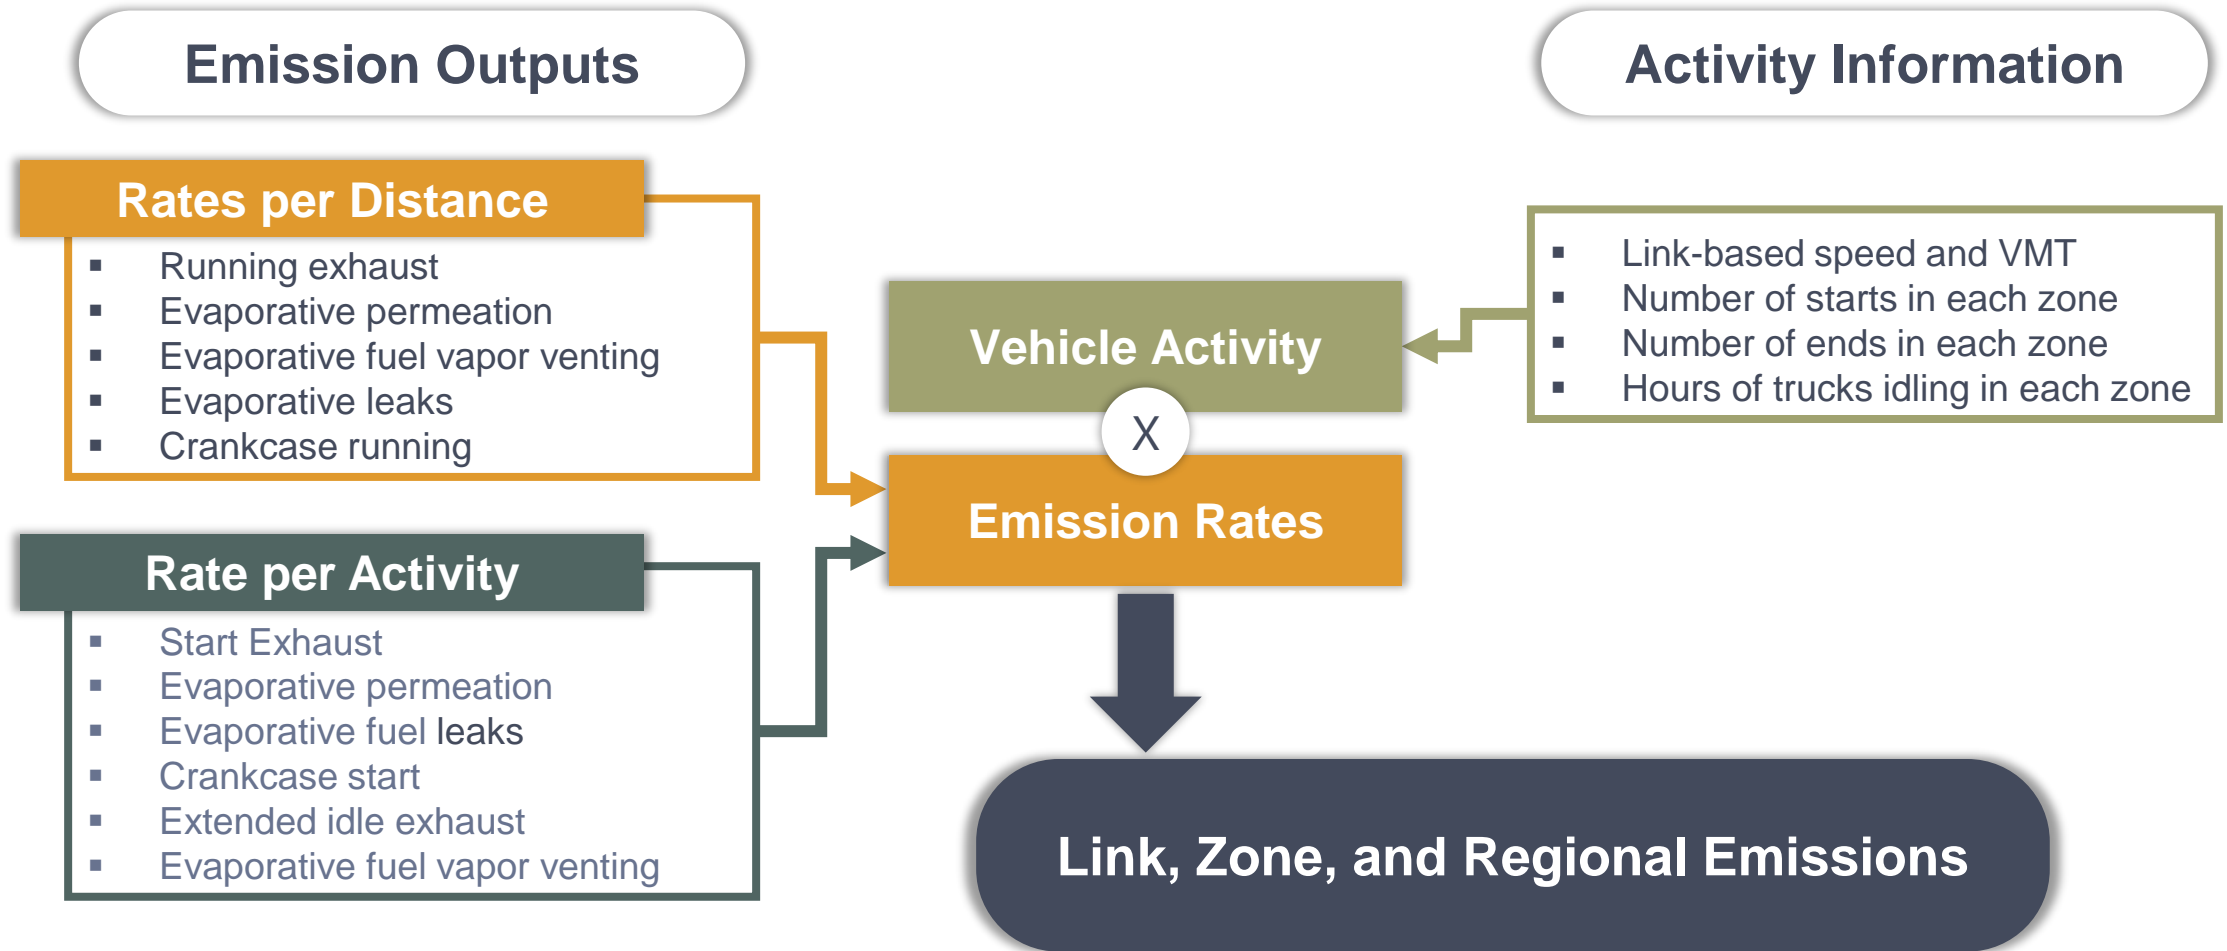 Emission Outputs
Activity Information
Rates per Distance
▪ Running exhaust
▪ Evaporative permeation
▪ Evaporative fuel vapor venting
▪ Evaporative leaks
▪ Crankcase running
Rate per Activity
▪ Start Exhaust
▪ Evaporative permeation
▪ Evaporative fuel leaks
▪ Crankcase start
▪ Extended idle exhaust
▪ Evaporative fuel vapor venting
Vehicle Activity
X
Emission Rates
▪ Link-based speed and VMT
▪ Number of starts in each zone
▪ Number of ends in each zone
▪ Hours of trucks idling in each zone
Link, Zone, and Regional Emissions